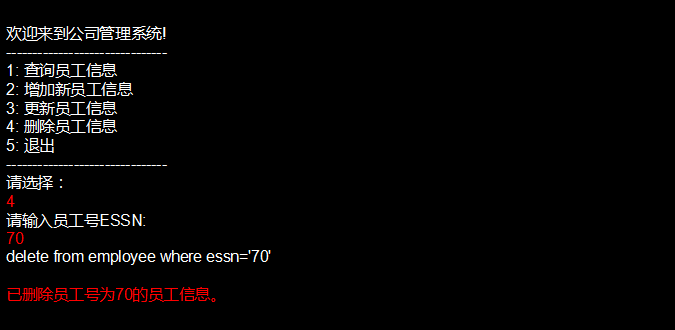 欢迎来到公司管理系统!
-------------------------------
1: 查询员工信息
2: 增加新员工信息
3: 更新员工信息
4: 删除员工信息
5: 退出
-------------------------------
请选择：
4
请输入员工号ESSN:
70
delete from employee where essn='70'
已删除员工号为70的员工信息。